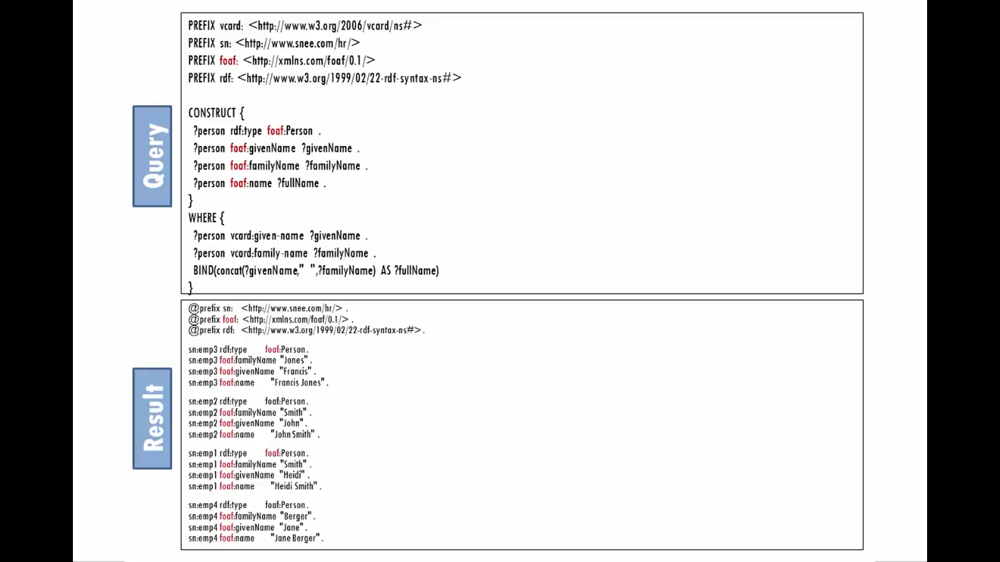 PREFIX vcard: <http://www.w3.org/2006/vcard/ns#>
PREFIX sn: <http://www.snee.com/hr/>
PREFIX foaf: <http://xmlns.com/foaf/0.1/>
PREFIX rdf: <http://www.w3.org/1999/02/22-rdf-syntax-ns#>
CONSTRUCT {
?person rdf:type foaf:Person .
?person foaf:givenName ?givenName .
?person foaf:familyName ?familyName .
?person foaf:name ?fullName .
}
WHERE {
?person vcard:given-name ?givenName .
?person vcard:family-name ?familyName .
BIND(concat(?givenName," ",?familyName) AS ?fullName)
}
Query
@prefix sn: <http://www.snee.com/hr/> .
@prefix foaf: <http://xmlns.com/foaf/0.1/> .
@prefix rdf: <http://www.w3.org/1999/02/22-rdf-syntax-ns#> .
sn:emp3 rdf:type foaf:Person .
sn:emp3 foaf:familyName "Jones" .
sn:emp3 foaf:givenName "Francis" .
sn:emp3 foaf:name "Francis Jones" .
sn:emp2 rdf:type foaf:Person .
sn:emp2 foaf:familyName "Smith" .
sn:emp2 foaf:givenName "John" .
sn:emp2 foaf:name "John Smith" .
sn:emp1 rdf:type foaf:Person .
sn:emp1 foaf:familyName "Smith" .
sn:emp1 foaf:givenName "Heidi" .
sn:emp1 foaf:name "Heidi Smith" .
sn:emp4 rdf:type foaf:Person .
sn:emp4 foaf:familyName "Berger" .
sn:emp4 foaf:givenName "Jane" .
sn:emp4 foaf:name "Jane Berger" .
Result